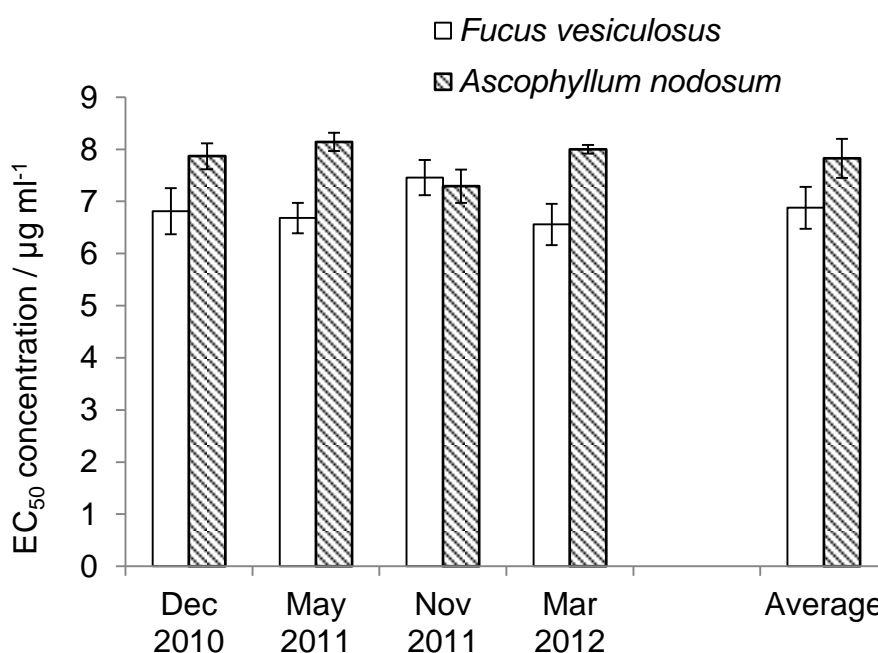 Fucus vesiculosus
Ascophyllum nodosum
EC₅₀ concentration / µg ml⁻¹
9
8
7
6
5
4
3
2
1
0
Dec 2010
May 2011
Nov 2011
Mar 2012
Average